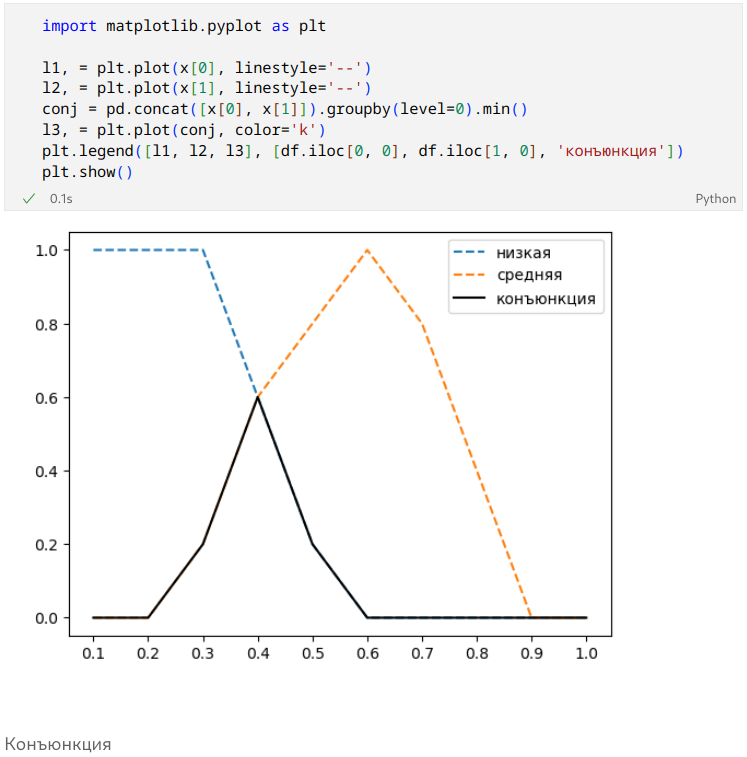 import matplotlib.pyplot as plt
l1, = plt.plot(x[0], linestyle='--')
l2, = plt.plot(x[1], linestyle='--')
conj = pd.concat([x[0], x[1]]).groupby(level=0).min()
l3, = plt.plot(conj, color='k')
plt.legend([l1, l2, l3], [df.iloc[0, 0], df.iloc[1, 0], 'конъюнкция'])
plt.show()
0.1s
Python
1.0
0.8
0.6
0.4
0.2
0.0
низкая
средняя
конъюнкция
0.1 0.2 0.3 0.4 0.5 0.6 0.7 0.8 0.9 1.0
Конъюнкция